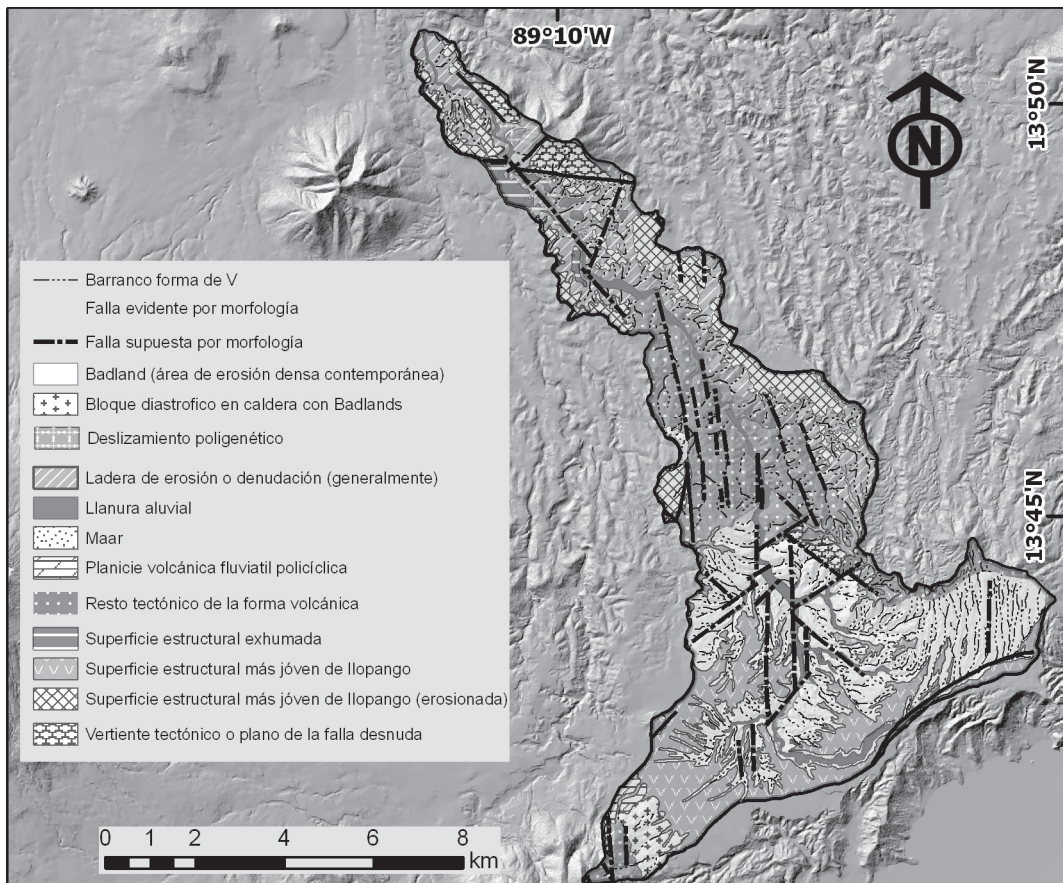 89°10'W
13°50'N
N
Barranco forma de V
Falla evidente por morfología
Falla supuesta por morfología
Badland (área de erosión densa contemporánea)
Bloque diastrofico en caldera con Badlands
Deslizamiento poligenético
Ladera de erosión o denudación (generalmente)
Llanura aluvial
13°45'N
Maar
Planicie volcánica fluviatil policíclica
Resto tectónico de la forma volcánica
Superficie estructural exhumada
Superficie estructural más jóven de Ilopango
Superficie estructural más jóven de Ilopango (erosionada)
Vertiente tectónico o plano de la falla desnuda
0 1 2 4 6 8
km